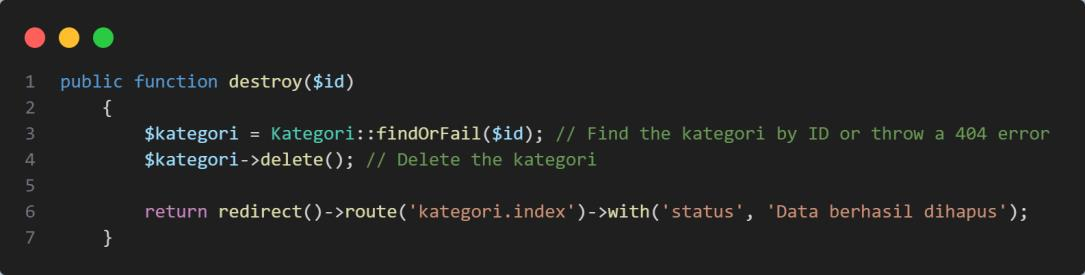 1 public function destroy($id)
2 {
3 $kategori = Kategori::findOrFail($id); // Find the kategori by ID or throw a 404 error
4 $kategori->delete(); // Delete the kategori
5
6 return redirect()->route('kategori.index')->with('status', 'Data berhasil dihapus');
7 }